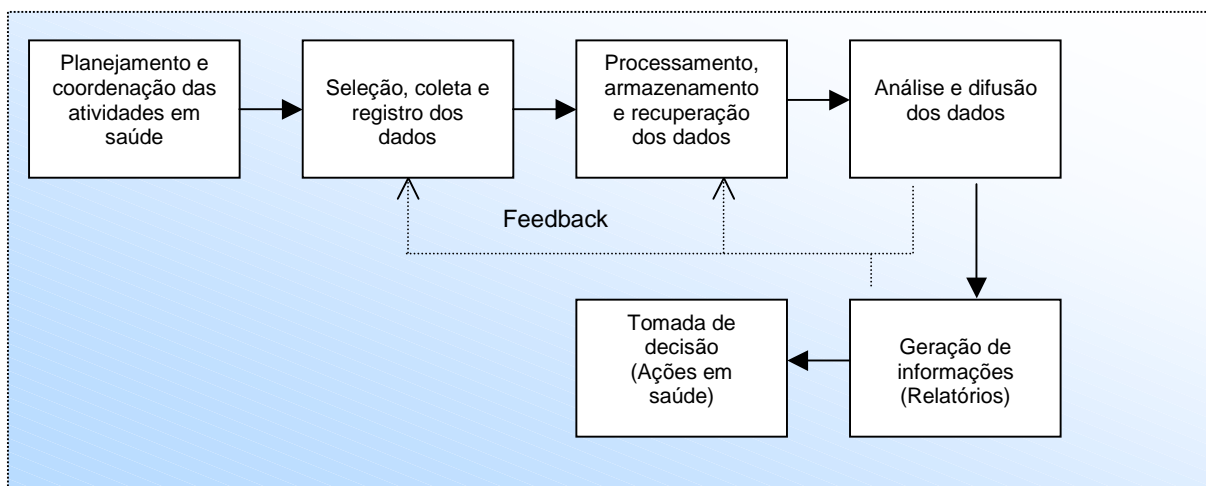 Planejamento e
coordenação das
atividades em
saúde
Seleção, coleta e
registro dos
dados
Processamento,
armazenamento
e recuperação
dos dados
Análise e difusão
dos dados
Feedback
Tomada de
decisão
(Ações em
saúde)
Geração de
informações
(Relatórios)